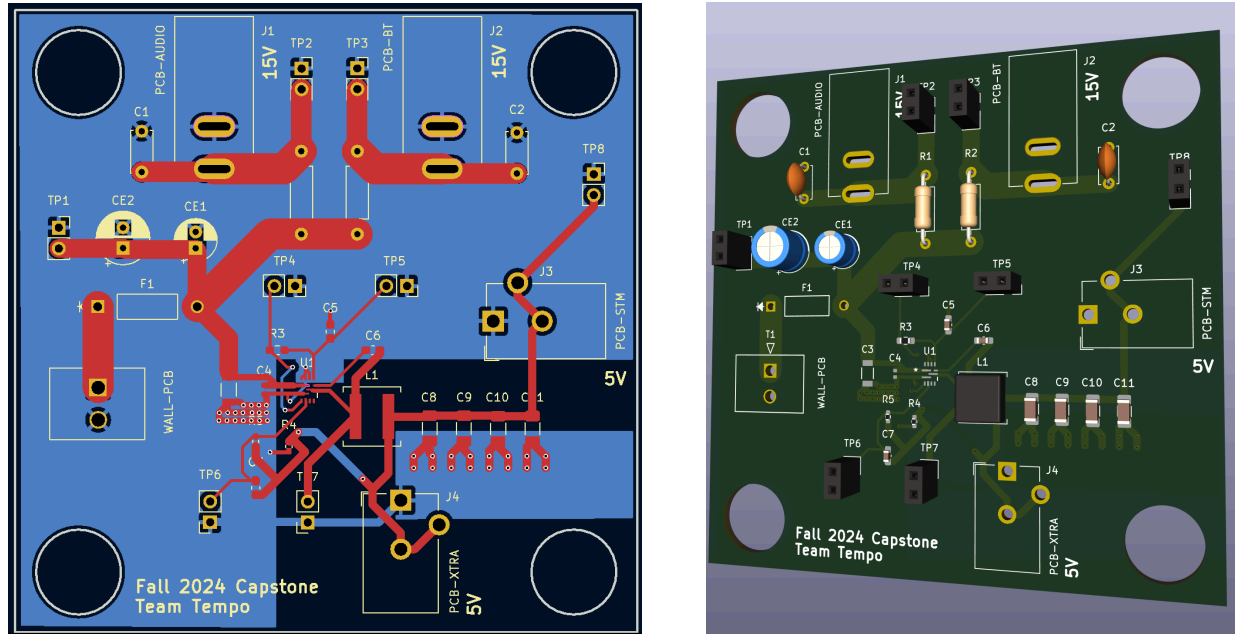 J1
PCB-AUDIO
15V
TP2
TP3
PCB-BT
J2
15V
C1
C2
TP8
TP1
CE2
CE1
TP4
TP5
J3
F1
C5
PCB-STM
5V
R3
C6
U1
C4
L1
WALL-PCB
C8
C9
C10
R4
TP6
J4
PCB-XTRA
5V
Fall 2024 Capstone
Team Tempo
J1
PCB-AUDIO
PCB-BT
J2
15V
C1
R1
R2
C2
TP8
TP1
CE2
CE1
TP4
TP5
J3
F1
C5
PCB-STM
5V
T1
R3
C6
U1
C3
C4
L1
WALL-PCB
C8
C9
C10
C11
R5
R4
C7
TP6
TP7
J4
PCB-XTRA
5V
Fall 2024 Capstone
Team Tempo